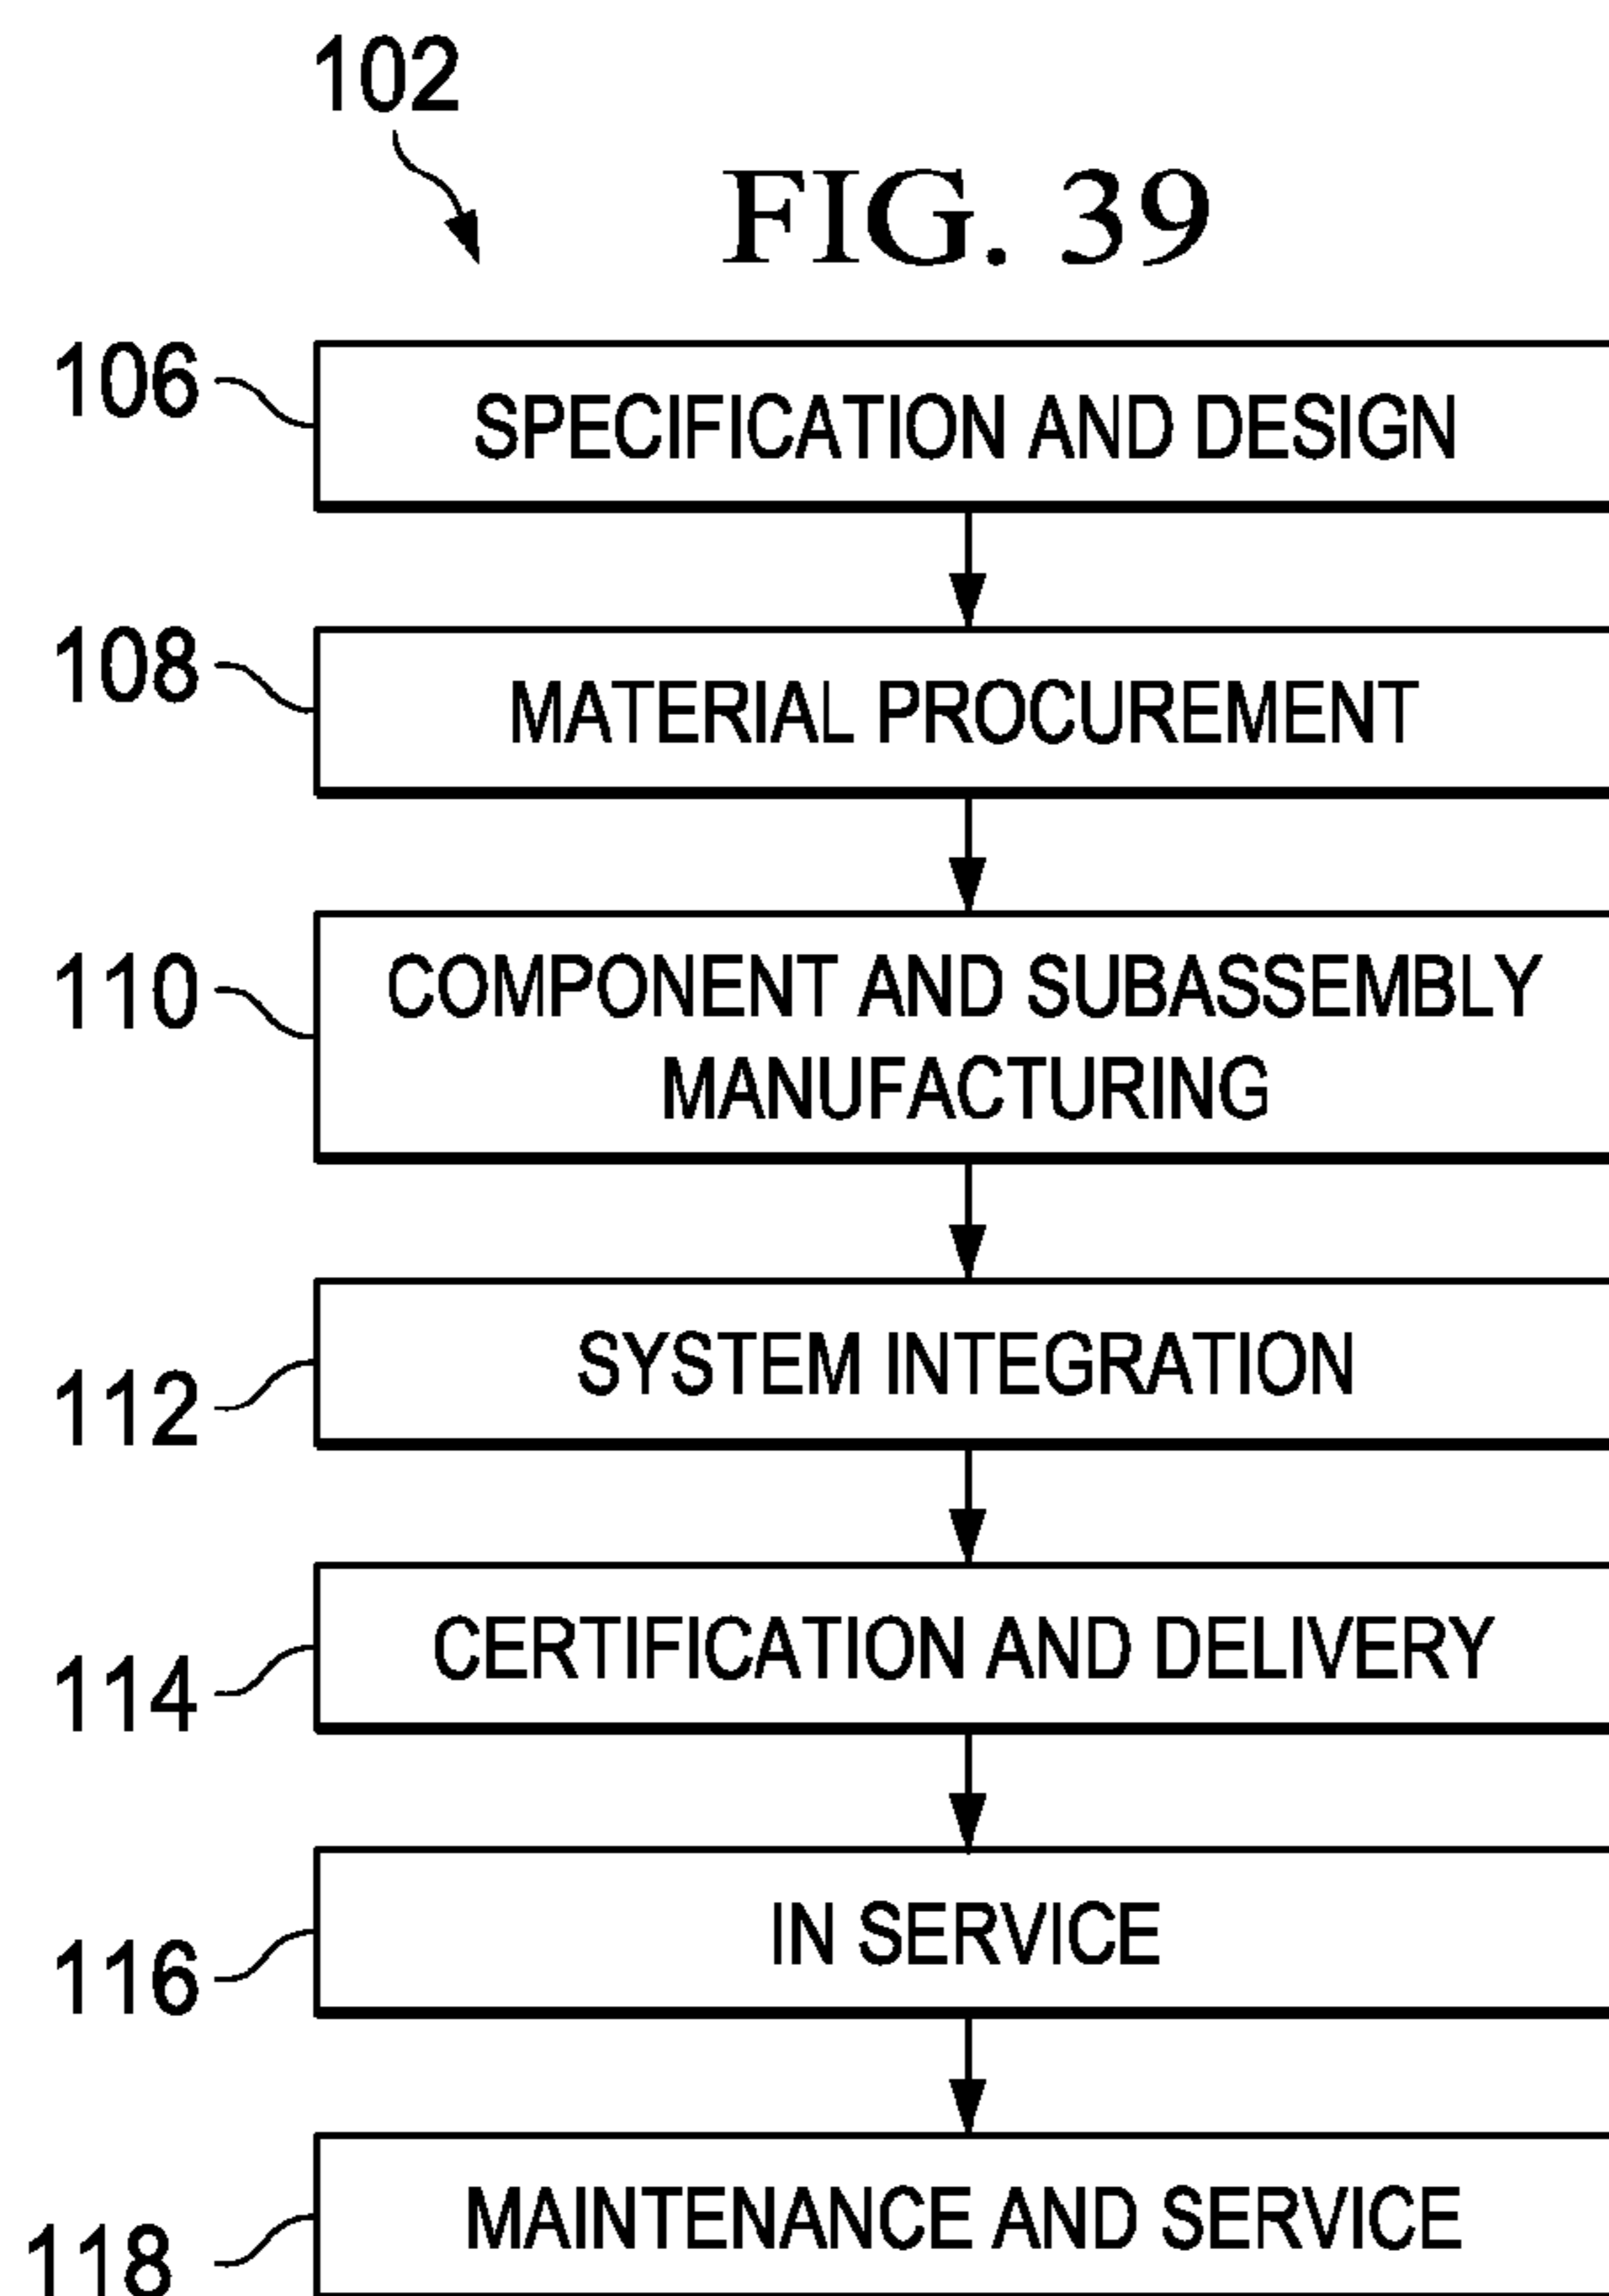 102
FIG. 39
106
SPECIFICATION AND DESIGN
108
MATERIAL PROCUREMENT
110
COMPONENT AND SUBASSEMBLY
MANUFACTURING
112
SYSTEM INTEGRATION
114
CERTIFICATION AND DELIVERY
116
IN SERVICE
118
MAINTENANCE AND SERVICE